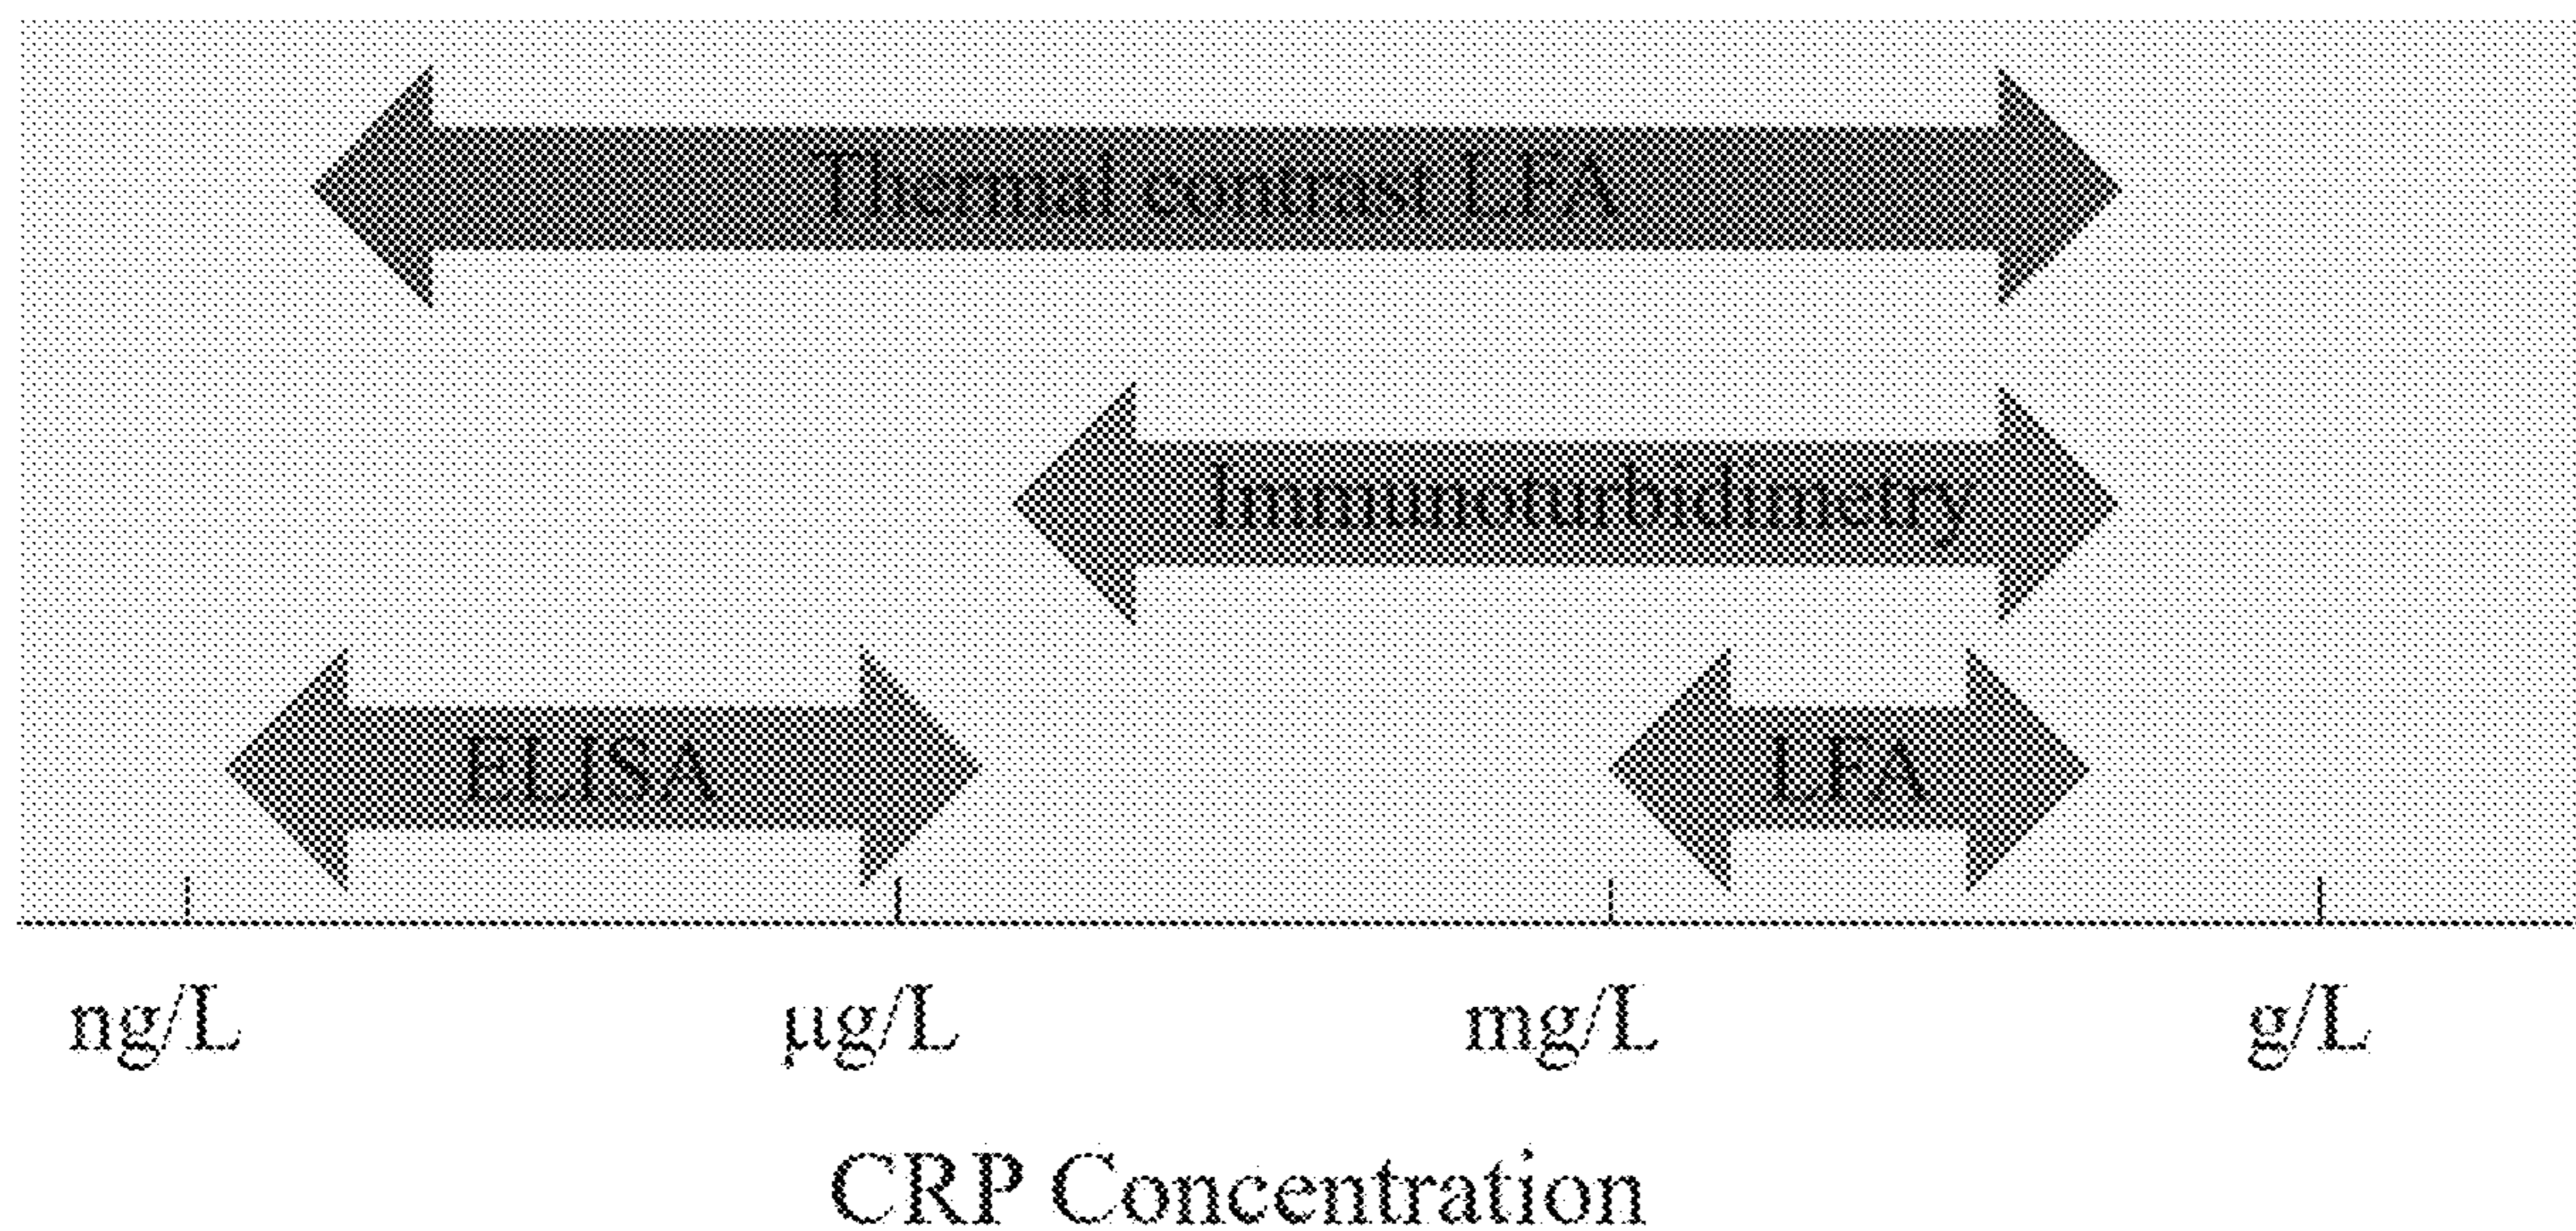 Thermal contrast LFA
Immunoturbidimetry
ELISA
LFA
ng/L
µg/L
mg/L
g/L
CRP Concentration